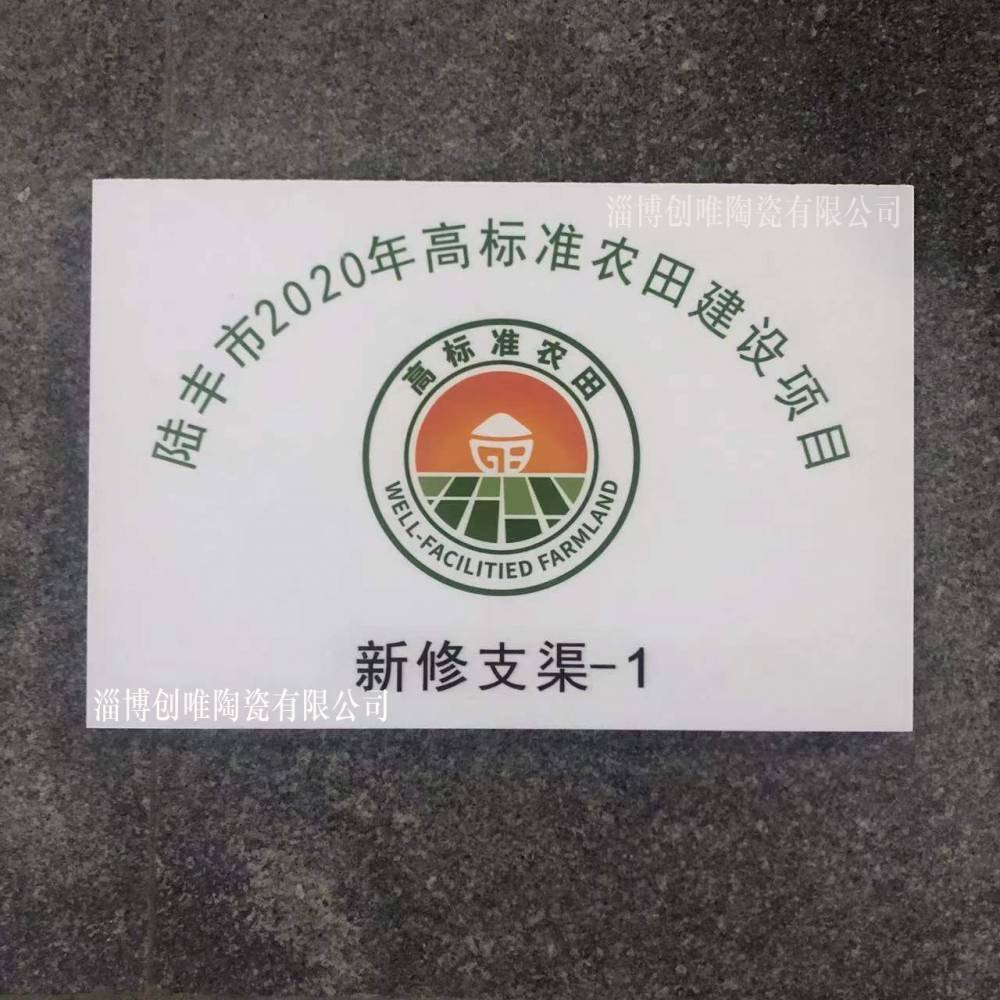 淄博创唯陶瓷有限公司
陆丰市2020年高标准农田建设项目
高标准农田
WELL-FACILITIED FARMLAND
新修支渠-1
淄博创唯陶瓷有限公司